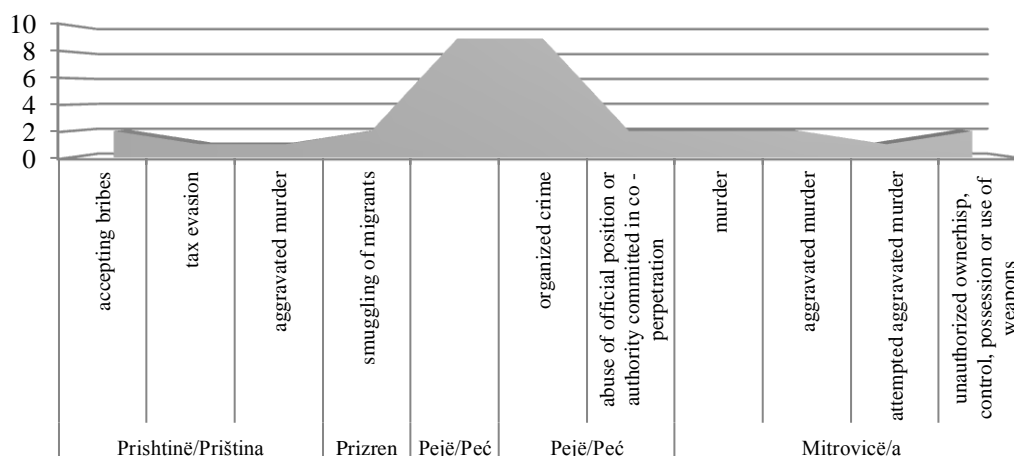 10
8
6
4
2
0
accepting bribes
tax evasion
aggravated murder
smuggling of migrants
organized crime
abuse of official position or
authority committed in co -
perpetration
murder
aggravated murder
attempted aggravated murder
unauthorized ownerhisp,
control, possession or use of
weapons
Prishtinë/Priština
Prizren
Pejë/Peć
Pejë/Peć
Mitrovicë/a